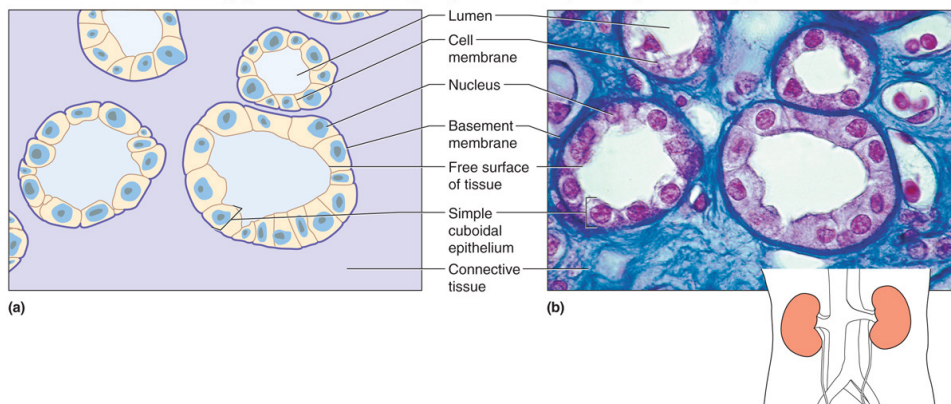 Lumen
Cell
membrane
Nucleus
Basement
membrane
Free surface
of tissue
Simple
cuboidal
epithelium
Connective
tissue
(a)
(b)